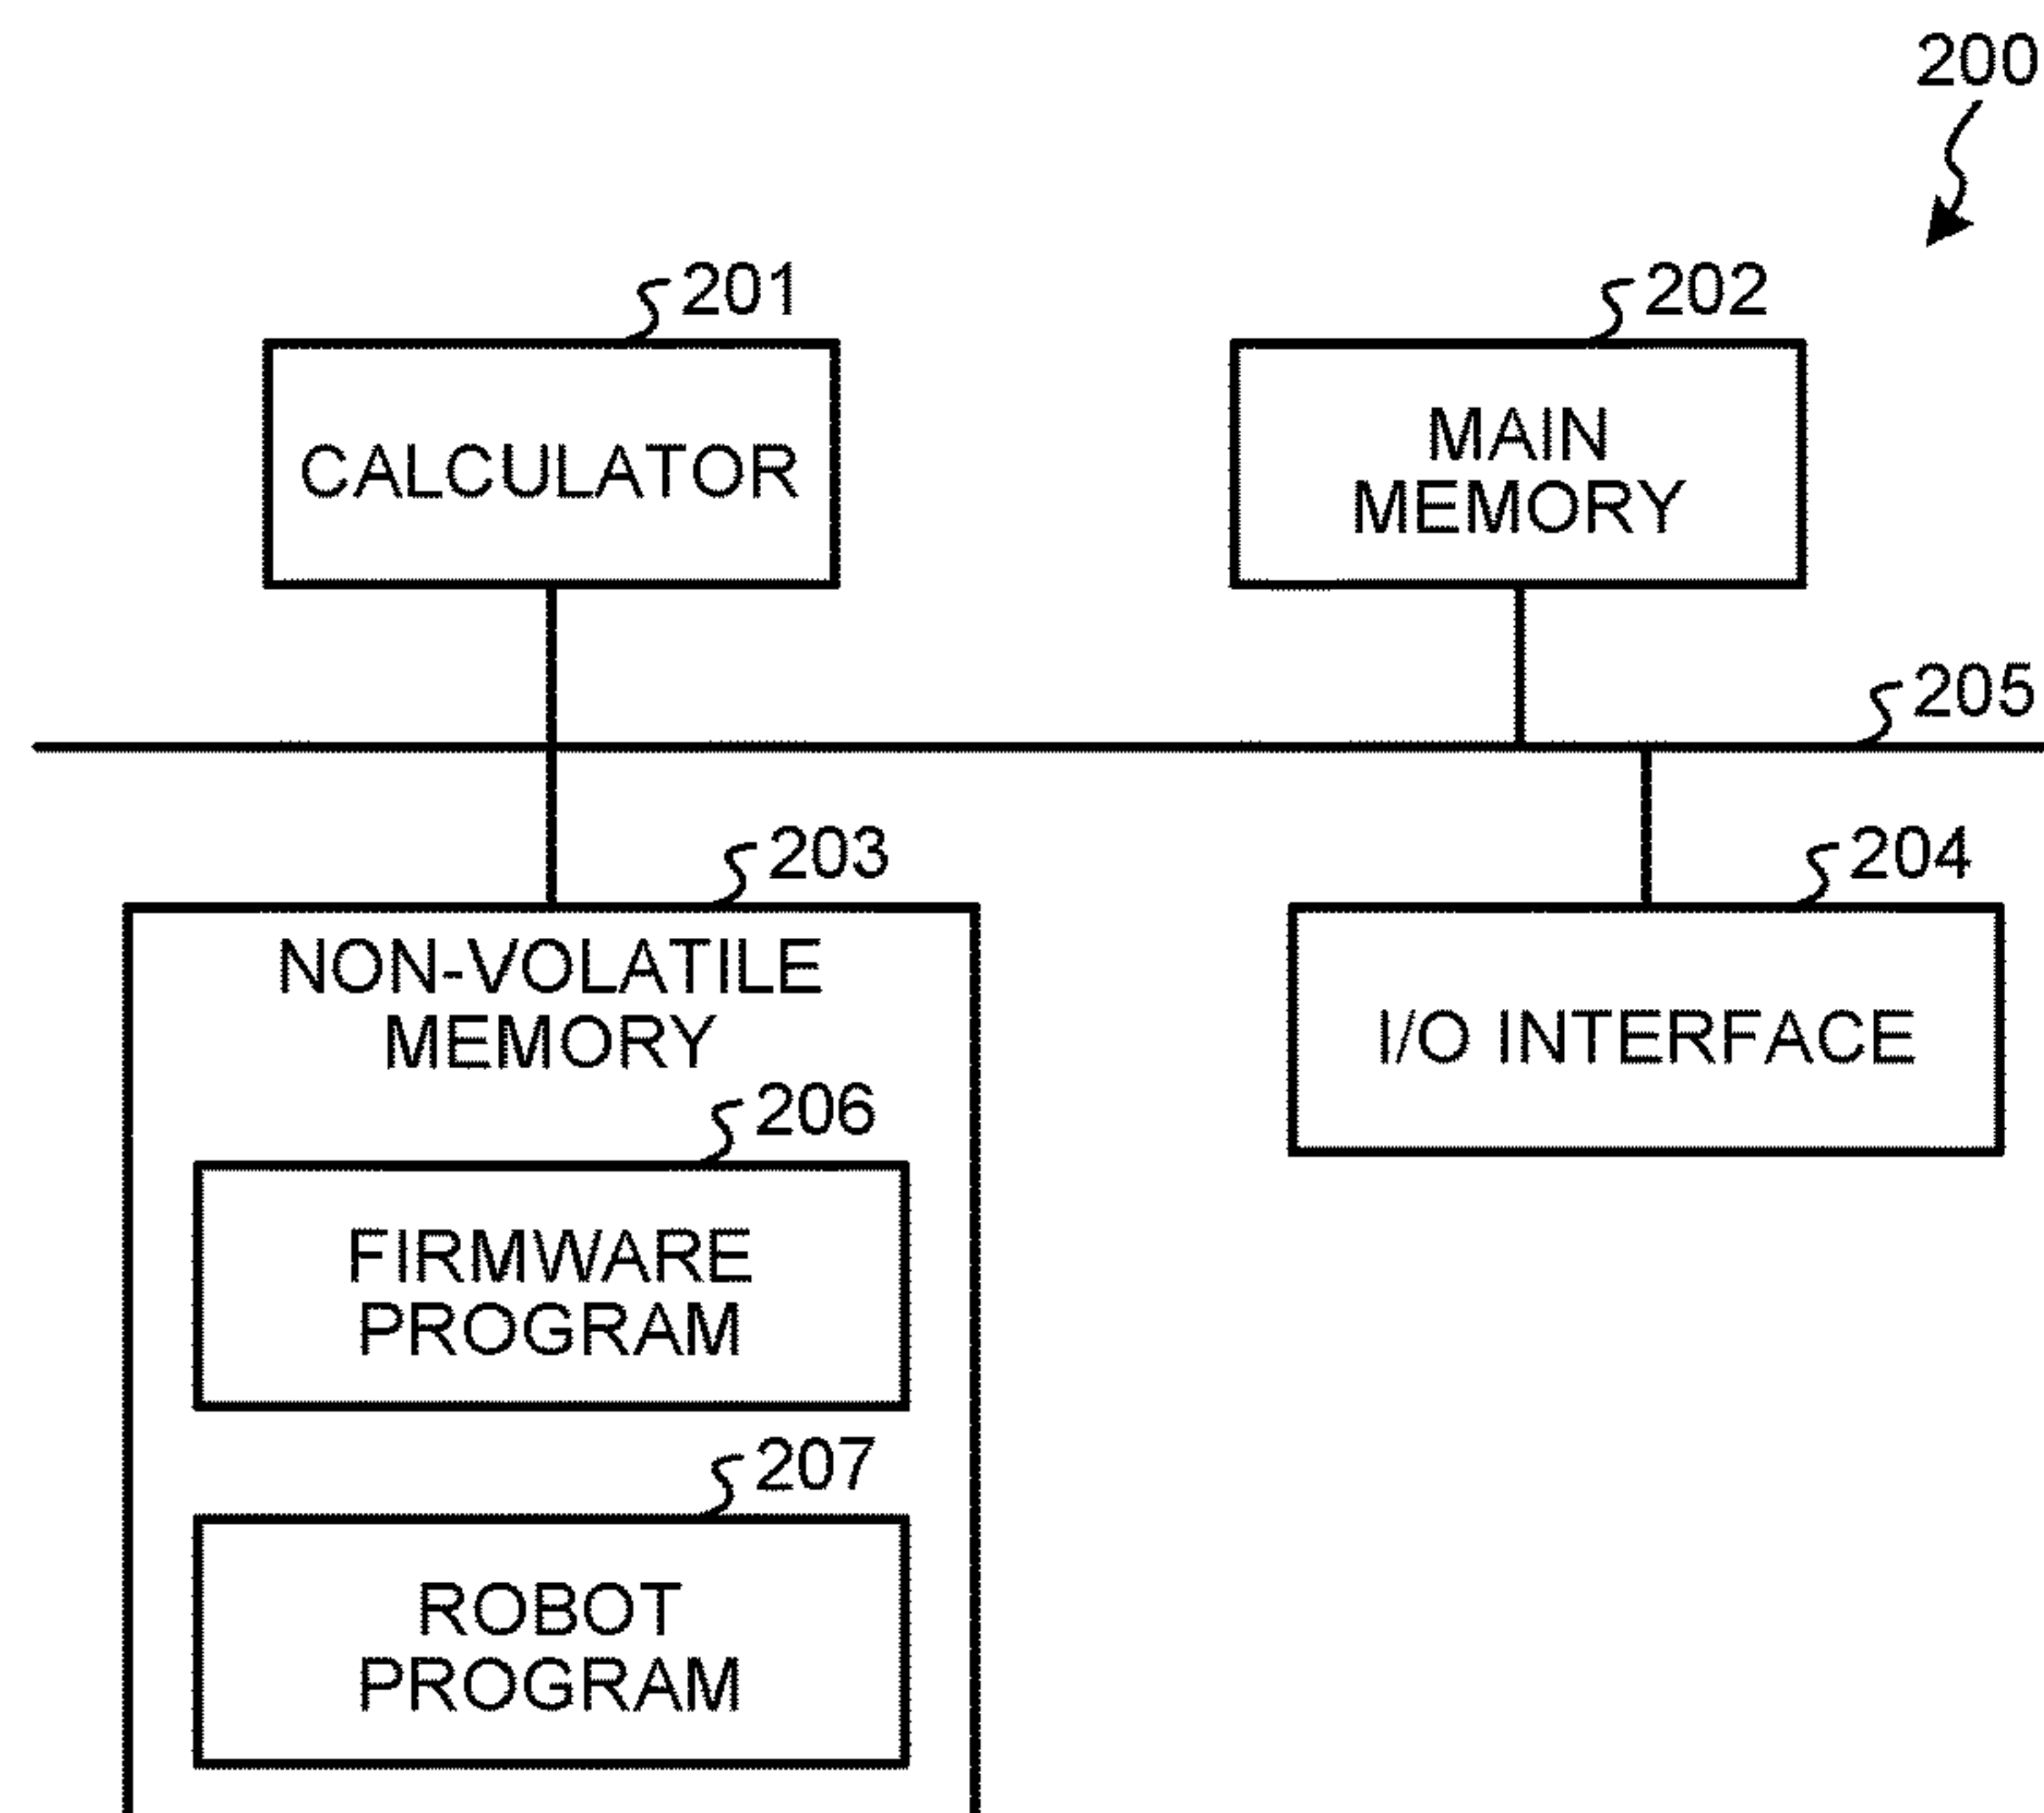 200
201
202
CALCULATOR
MAIN
MEMORY
205
203
204
NON-VOLATILE
MEMORY
I/O INTERFACE
206
FIRMWARE
PROGRAM
207
ROBOT
PROGRAM